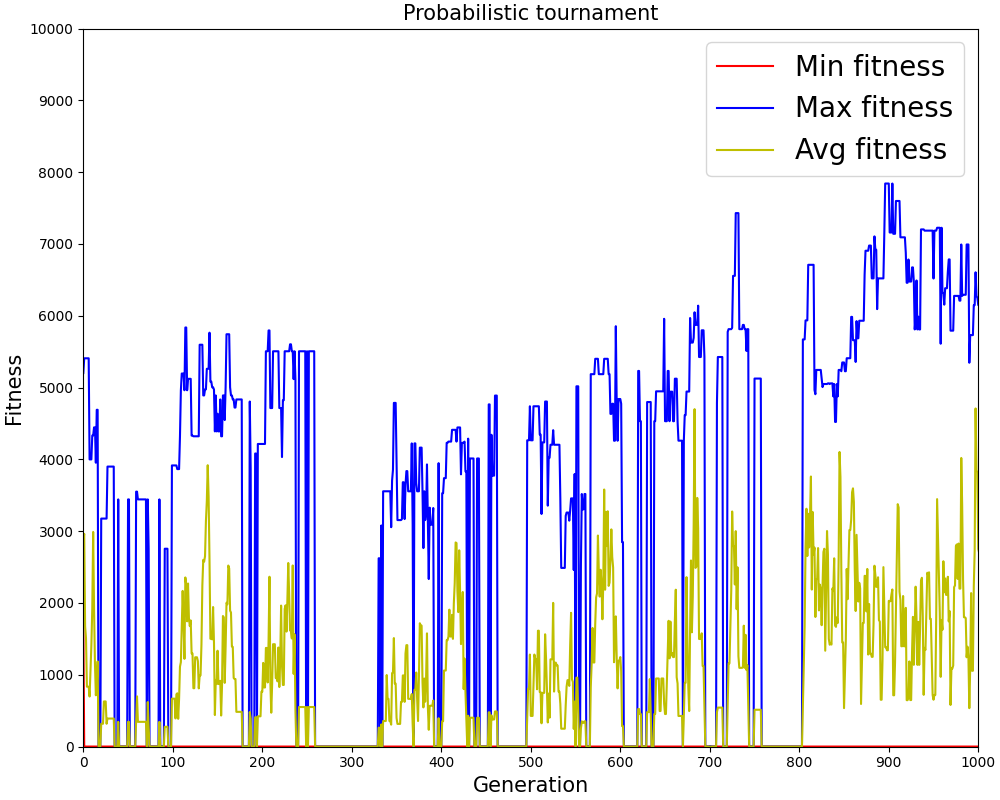 Probabilistic tournament
10000
9000
8000
7000
6000
5000
4000
3000
2000
1000
0
Fitness
Min fitness
Max fitness
Avg fitness
0 100 200 300 400 500 600 700 800 900 1000
Generation